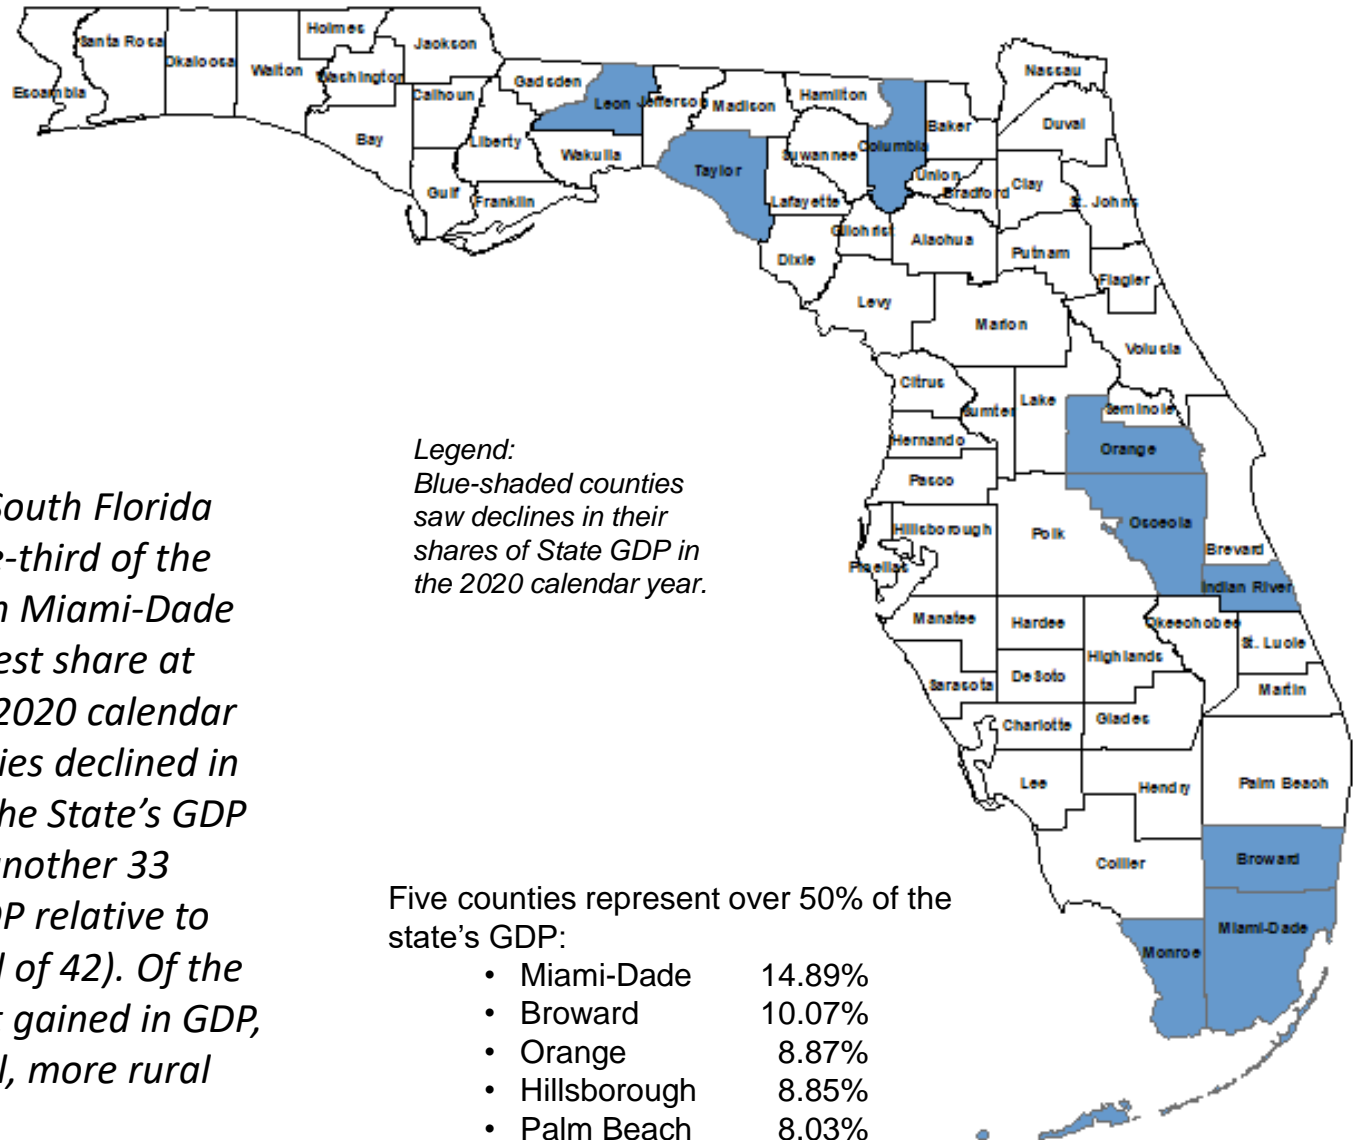 Holmes
Jackson
Santa Rosa
Okaloosa
Walton
Washington
Escambia
Calhoun
Bay
Liberty
Gulf
Franklin
Gadsden
Leon
Jefferson
Madison
Hamilton
Wakulla
Taylor
Suwannee
Columbia
Lafayette
Baker
Nassau
Duval
Union
Bradford
Clay
St. Johns
Gilchrist
Alachua
Putnam
Dixie
Flagler
Levy
Marion
Volusia
Citrus
Sumter
Lake
Seminole
Hernando
Orange
Pasco
Hillsborough
Polk
Osceola
Brevard
Pinellas
Indian River
Manatee
Hardee
Okeechobee
Highlands
St. Lucie
Sarasota
DeSoto
Martin
Charlotte
Glades
Lee
Hendry
Palm Beach
Collier
Broward
Miami-Dade
Monroe
Legend:
Blue-shaded counties
saw declines in their
shares of State GDP in
the 2020 calendar year.
South Florida
e-third of the
Miami-Dade
est share at
2020 calendar
ies declined in
he State’s GDP
another 33
DP relative to
l of 42). Of the
r gained in GDP,
l, more rural
Five counties represent over 50% of the
state’s GDP:
• Miami-Dade 14.89%
• Broward 10.07%
• Orange 8.87%
• Hillsborough 8.85%
• Palm Beach 8.03%